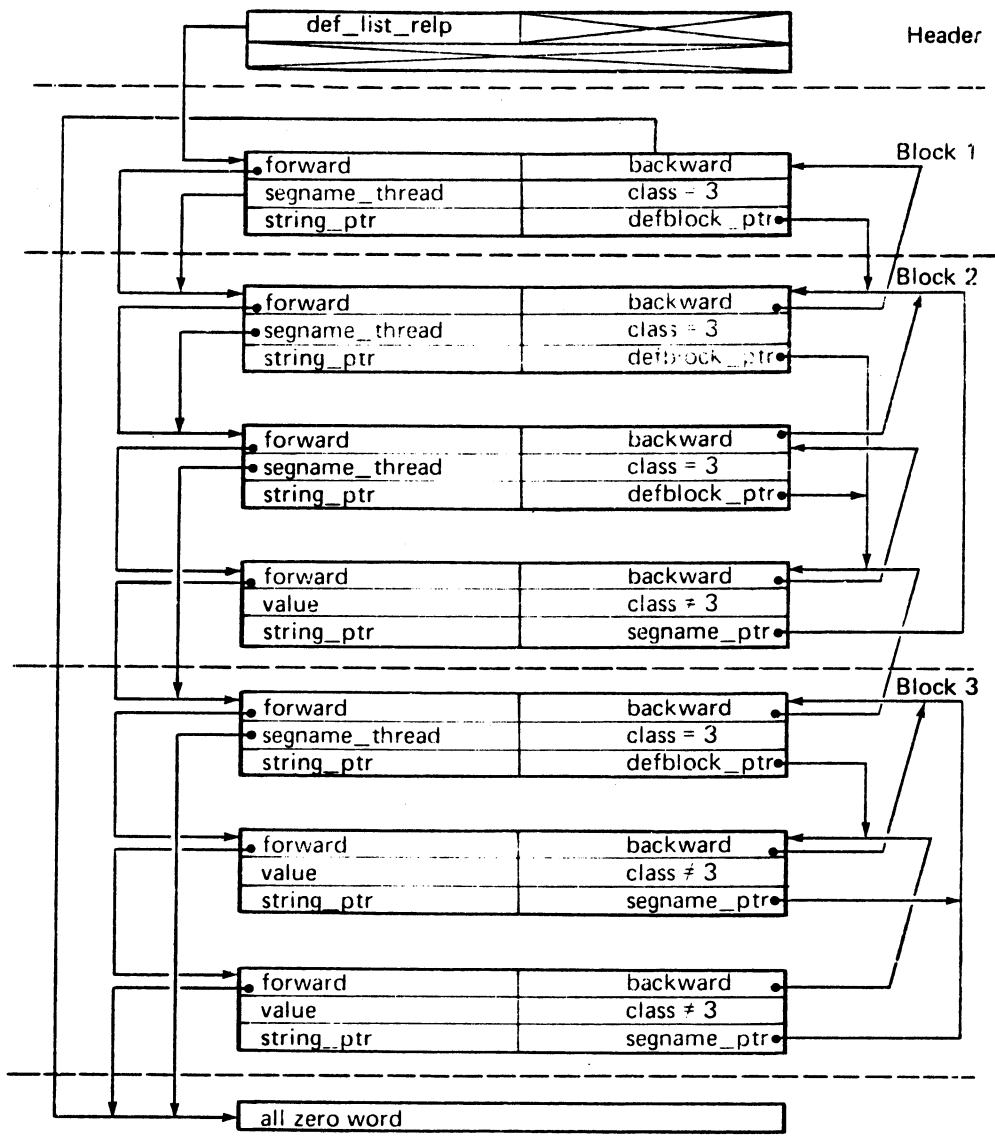 def_list_relp
Header
Block 1
forward backward
segname_thread class = 3
string_ptr defblock_ptr
Block 2
forward backward
segname_thread class = 3
string_ptr defblock_ptr
forward backward
segname_thread class = 3
string_ptr defblock_ptr
forward backward
value class ≠ 3
string_ptr segname_ptr
Block 3
forward backward
segname_thread class = 3
string_ptr defblock_ptr
forward backward
value class ≠ 3
string_ptr segname_ptr
forward backward
value class ≠ 3
string_ptr segname_ptr
all zero word